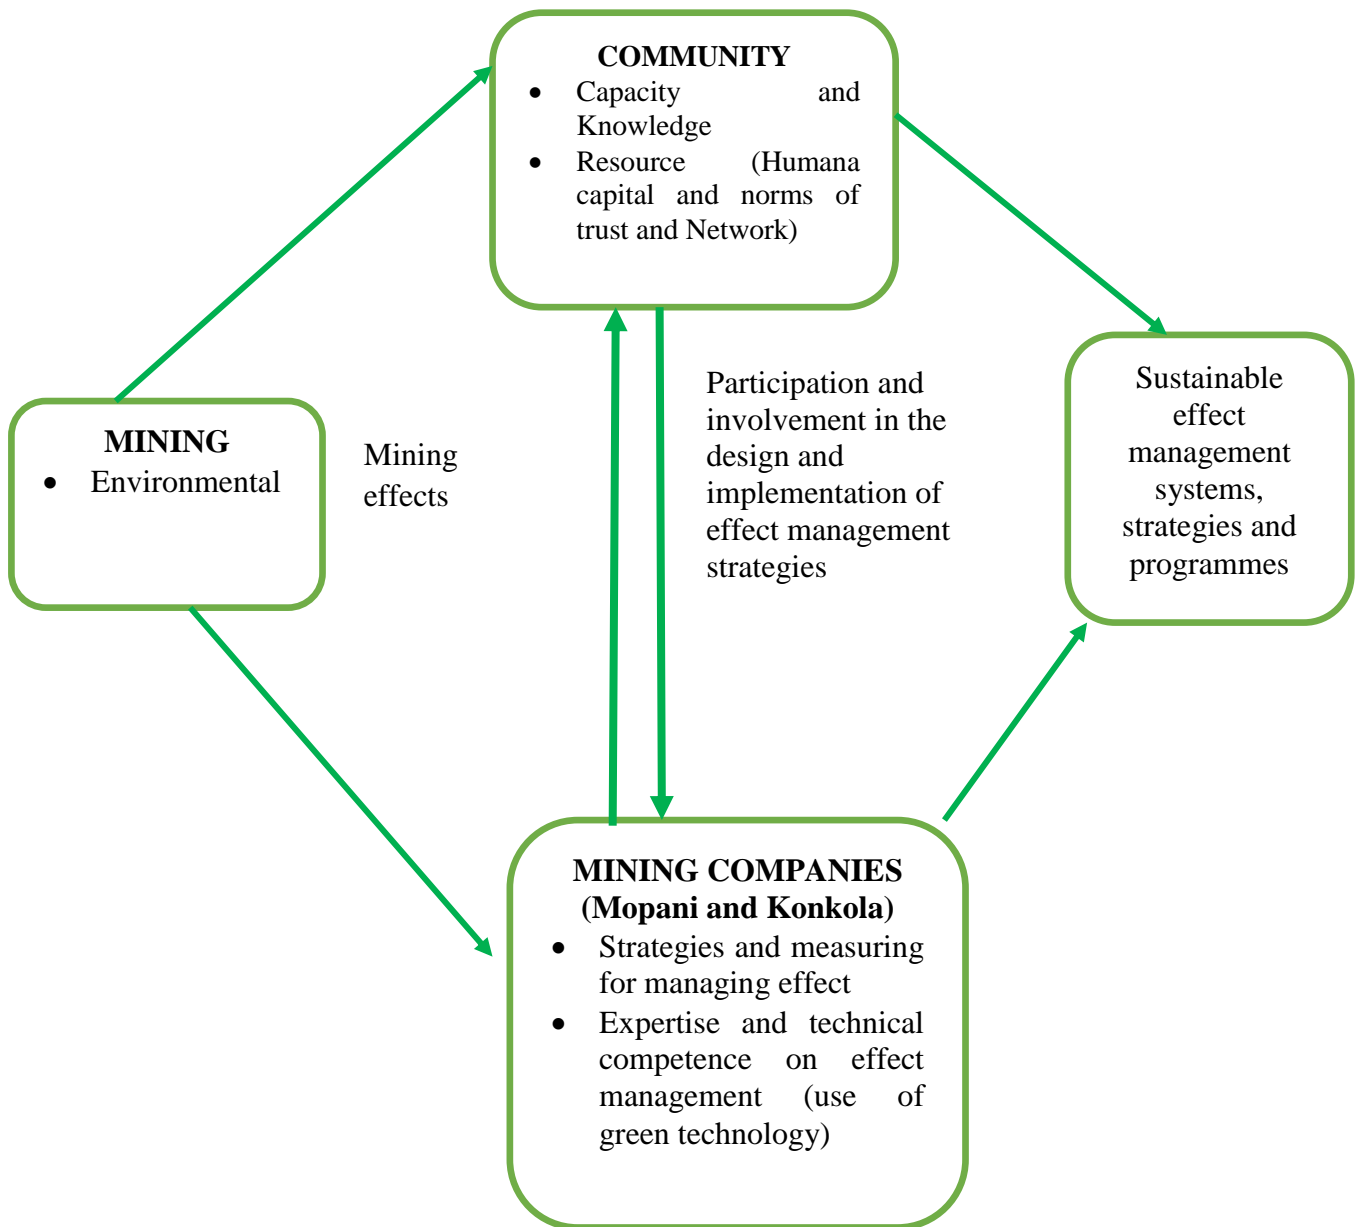 COMMUNITY
• Capacity and
Knowledge
• Resource (Humana
capital and norms of
trust and Network)
MINING
• Environmental
Mining
effects
Participation and
involvement in the
design and
implementation of
effect management
strategies
Sustainable
effect
management
systems,
strategies and
programmes
MINING COMPANIES
(Mopani and Konkola)
• Strategies and measuring
for managing effect
• Expertise and technical
competence on effect
management (use of
green technology)